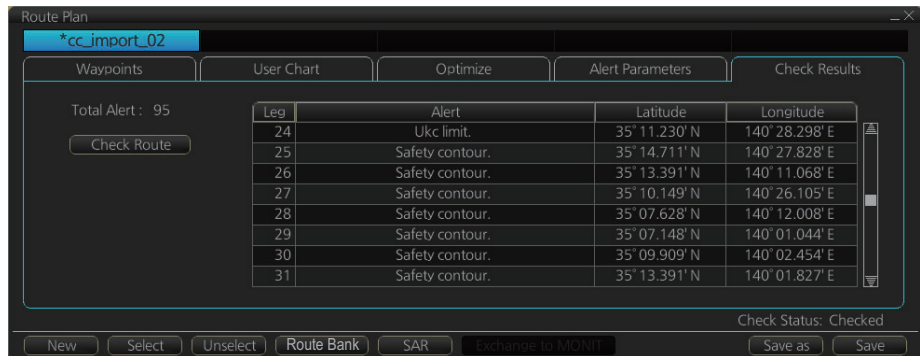 Route Plan
*cc_import_02
Waypoints User Chart Optimize Alert Parameters Check Results
Total Alert : 95
Check Route
Leg Alert Latitude Longitude
24 Ukc limit. 35°11.230' N 140°28.298' E
25 Safety contour. 35°14.711' N 140°27.828' E
26 Safety contour. 35°13.391' N 140°11.068' E
27 Safety contour. 35°10.149' N 140°26.105' E
28 Safety contour. 35°07.628' N 140°12.008' E
29 Safety contour. 35°07.148' N 140°01.044' E
30 Safety contour. 35°09.909' N 140°02.454' E
31 Safety contour. 35°13.391' N 140°01.827' E
Check Status: Checked
New Select Unselect Route Bank SAR Exchange to MONIT Save as Save